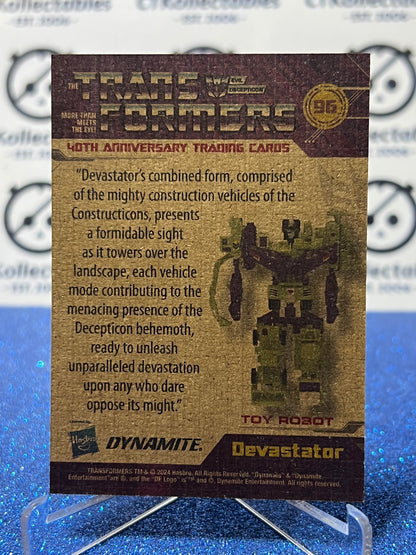 THE TRANS
EVIL DECEPTICON
FORMERS
MORE THAN
MEETS
THE EYE!
96
40TH ANNIVERSARY TRADING CARDS
"Devastator's combined form, comprised
of the mighty construction vehicles of the
Constructicons, presents
a formidable sight
as it towers over the
landscape, each vehicle
mode contributing to the
menacing presence of the
Decepticon behemoth,
ready to unleash
unparalleled devastation
upon any who dare
oppose its might."
TOY ROBOT
Hasbro
DYNAMITE.
Devastator
TRANSFORMERS TM & © 2024 Hasbro. All Rights Reserved. "Dynamite" & "Dynamite
Entertainment" are ©, and the "DF Logo" is ™ and ©, Dynamite Entertainment. All rights reserved.